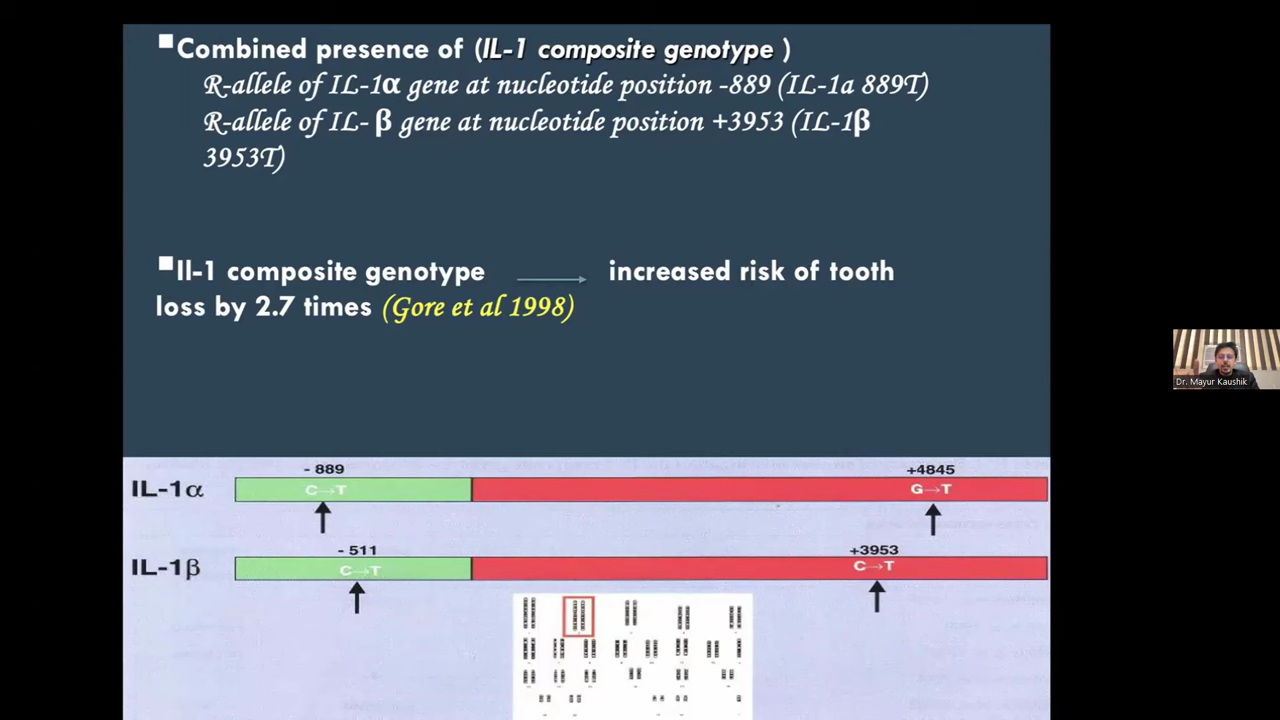 Combined presence of (IL-1 composite genotype )
R-allele of IL-1α gene at nucleotide position -889 (IL-1a 889T)
R-allele of IL- β gene at nucleotide position +3953 (IL-1β
3953T)
Il-1 composite genotype → increased risk of tooth
loss by 2.7 times (Gore et al 1998)
Dr. Mayur Kaushik
- 889 +4845
IL-1α C→T G→T
- 511 +3953
IL-1β C→T C→T